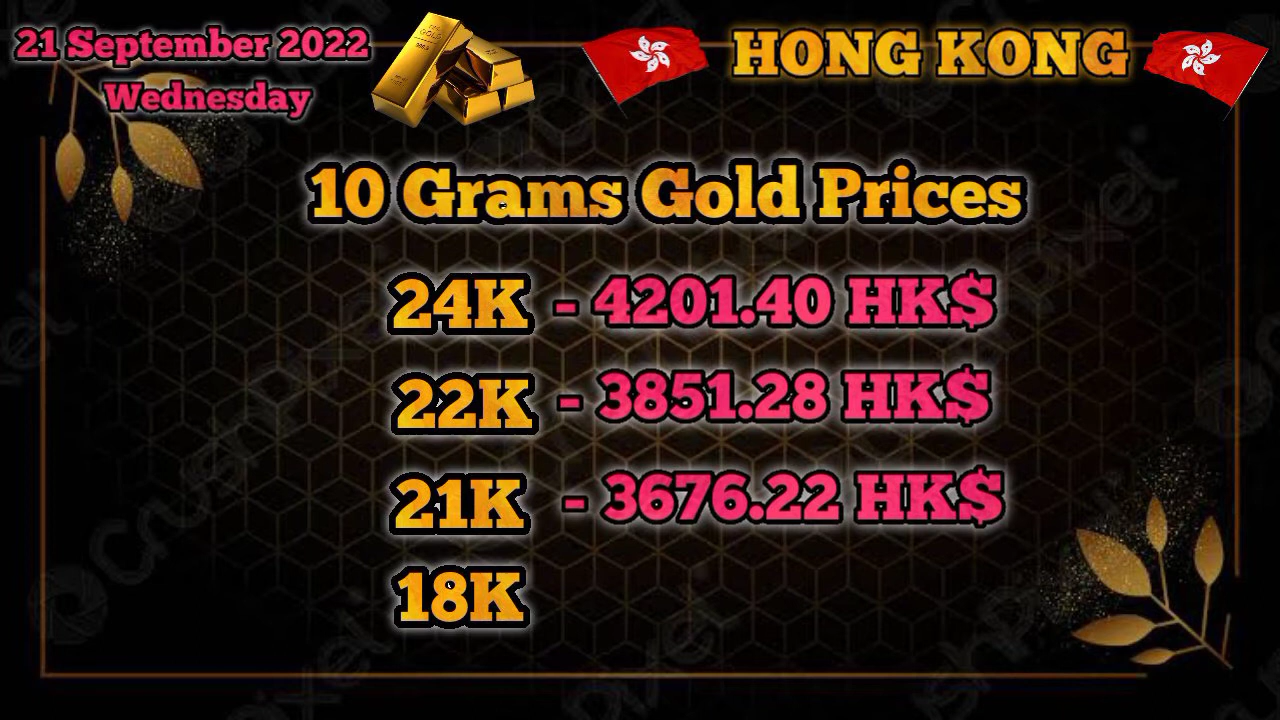 21 September 2022
Wednesday
HONG KONG
10 Grams Gold Prices
24K - 4201.40 HK$
22K - 3851.28 HK$
21K - 3676.22 HK$
18K